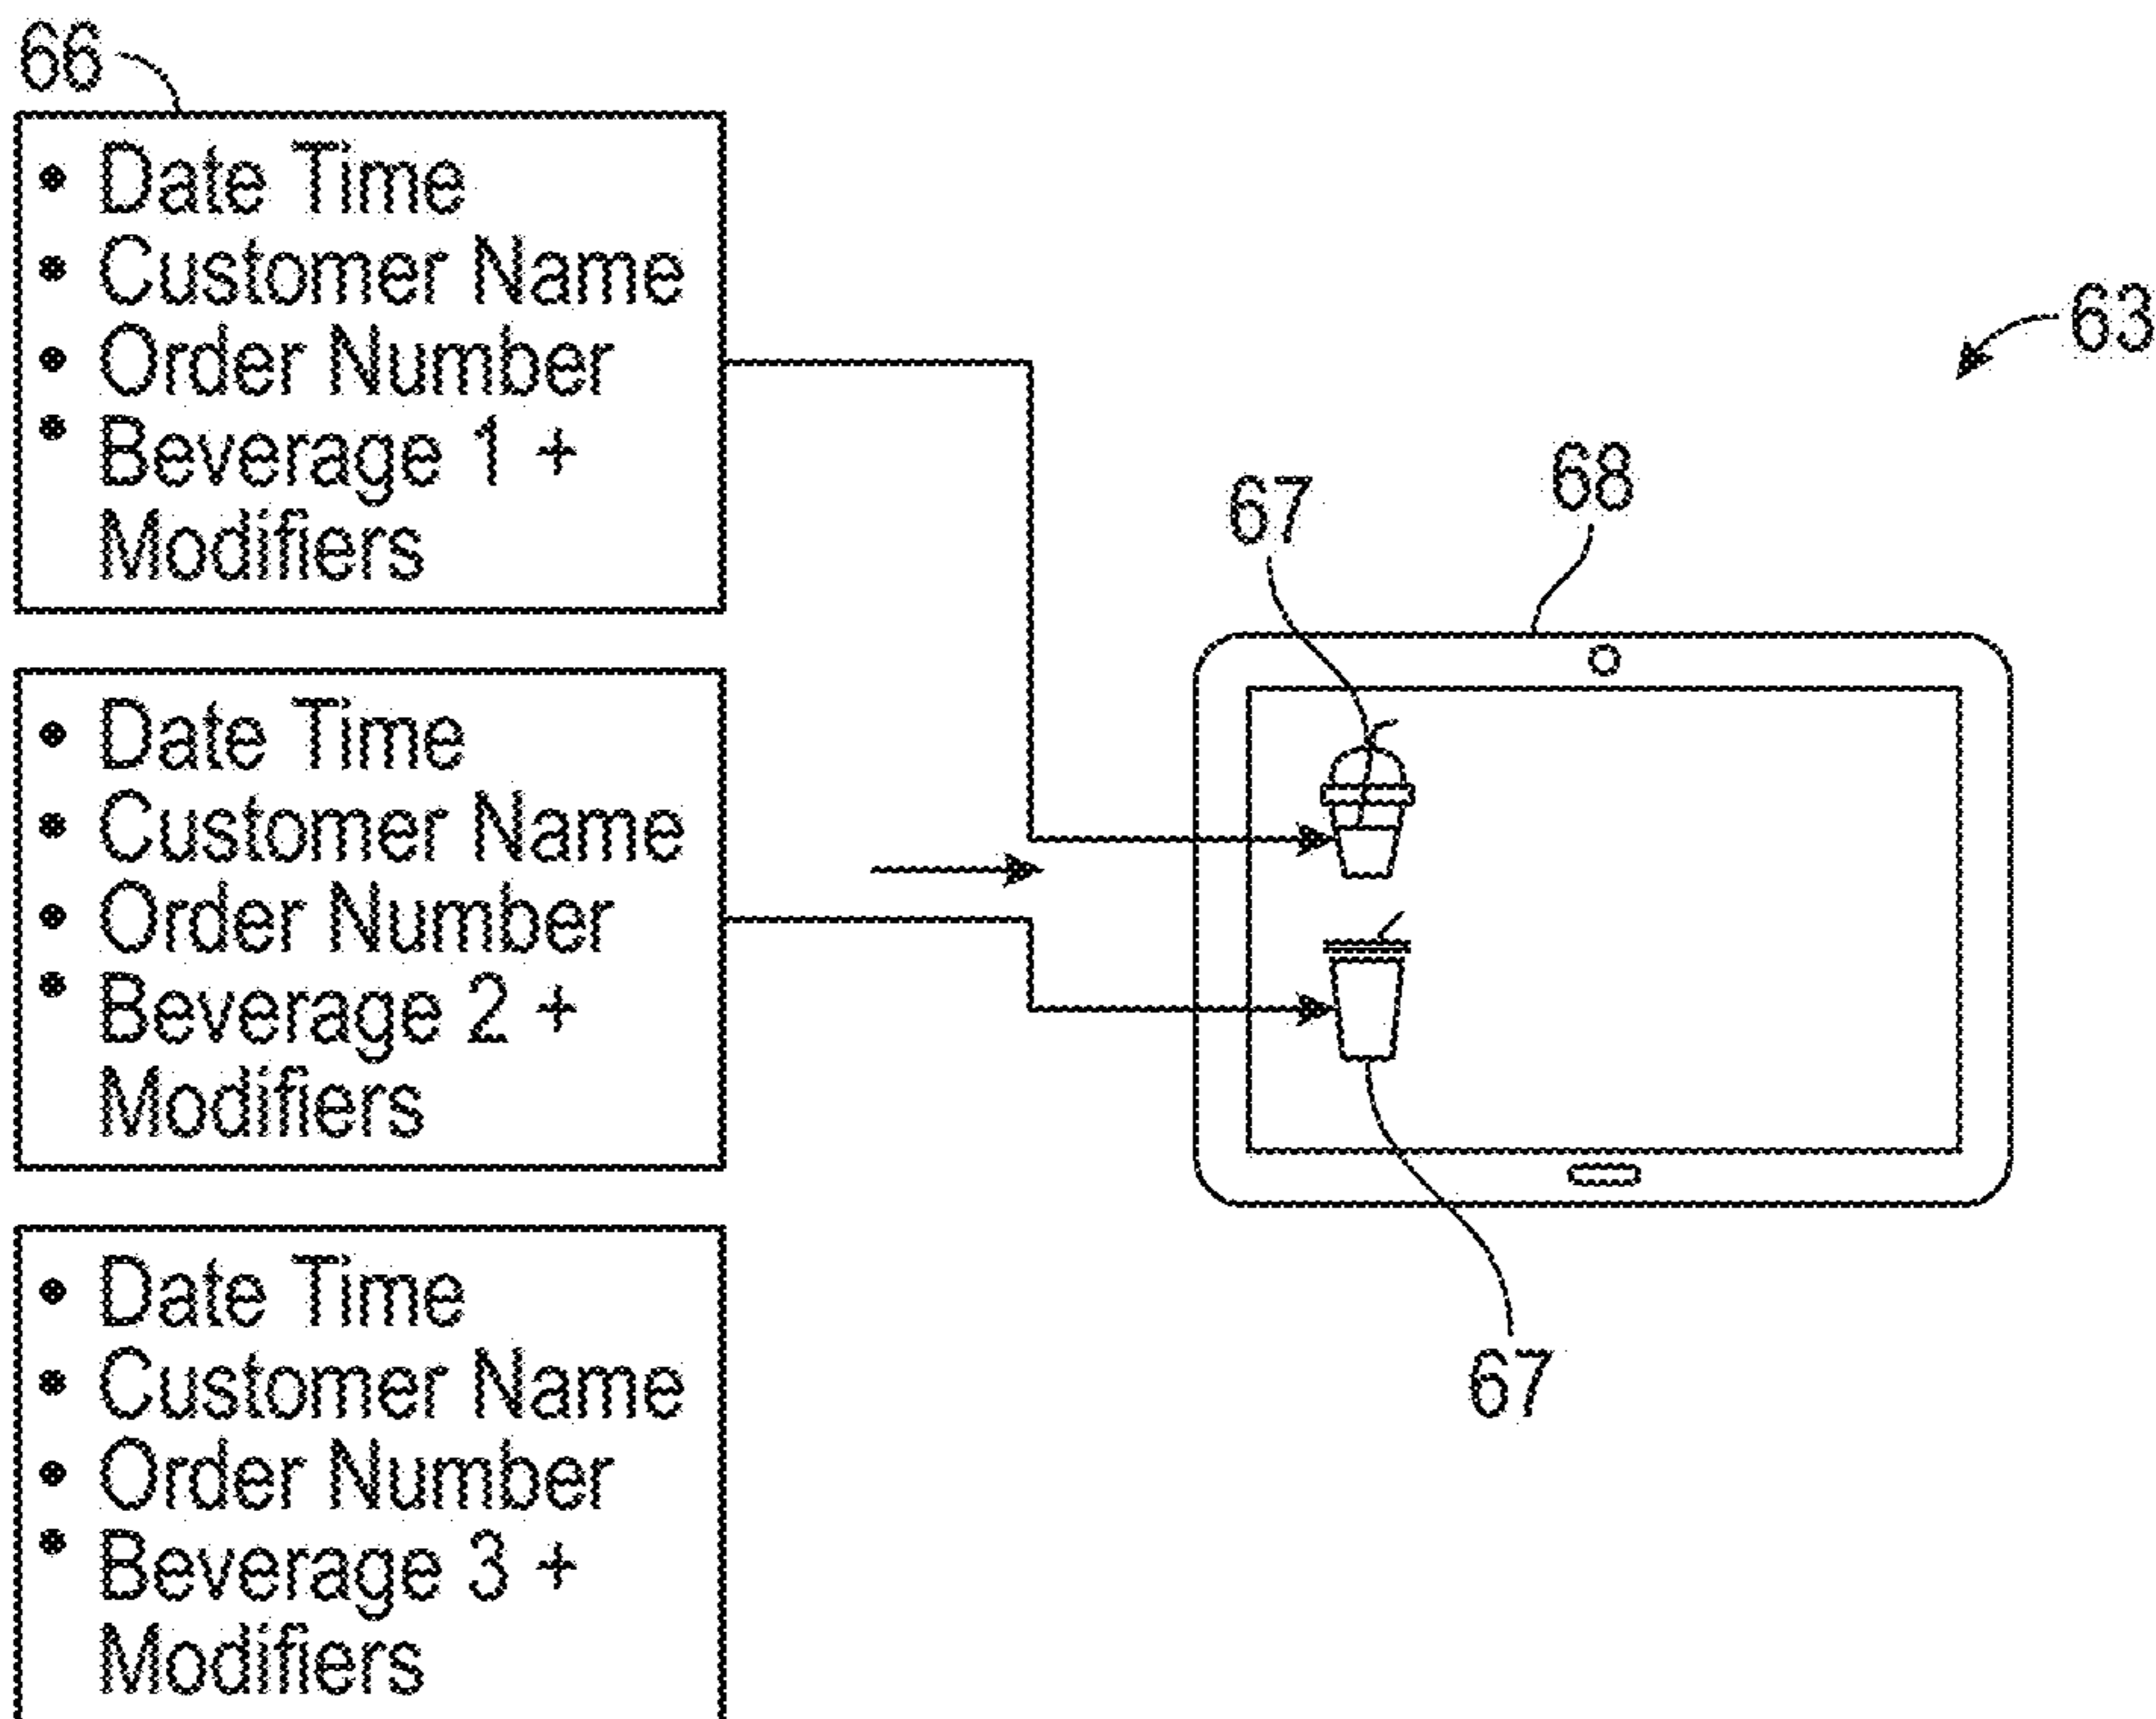 66
• Date Time
• Customer Name
• Order Number
• Beverage 1 +
Modifiers
63
68
67
• Date Time
• Customer Name
• Order Number
• Beverage 2 +
Modifiers
67
• Date Time
• Customer Name
• Order Number
• Beverage 3 +
Modifiers